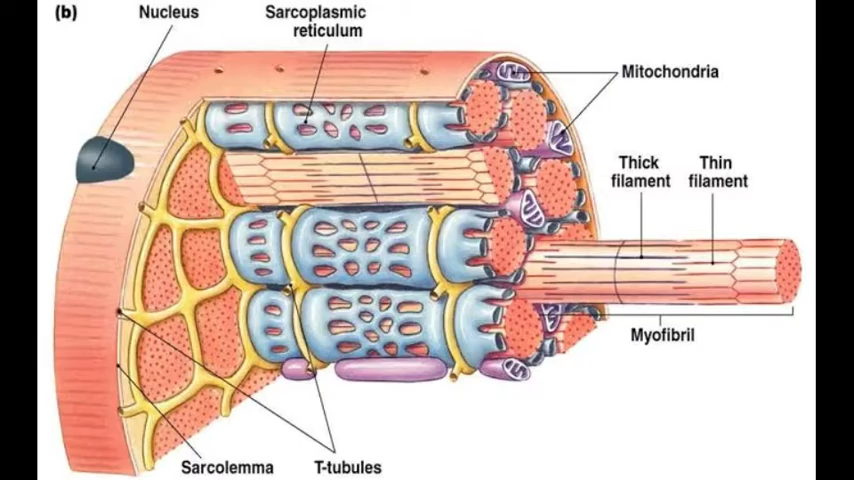 (b)
Nucleus
Sarcoplasmic
reticulum
Mitochondria
Thick
filament
Thin
filament
Myofibril
Sarcolemma
T-tubules